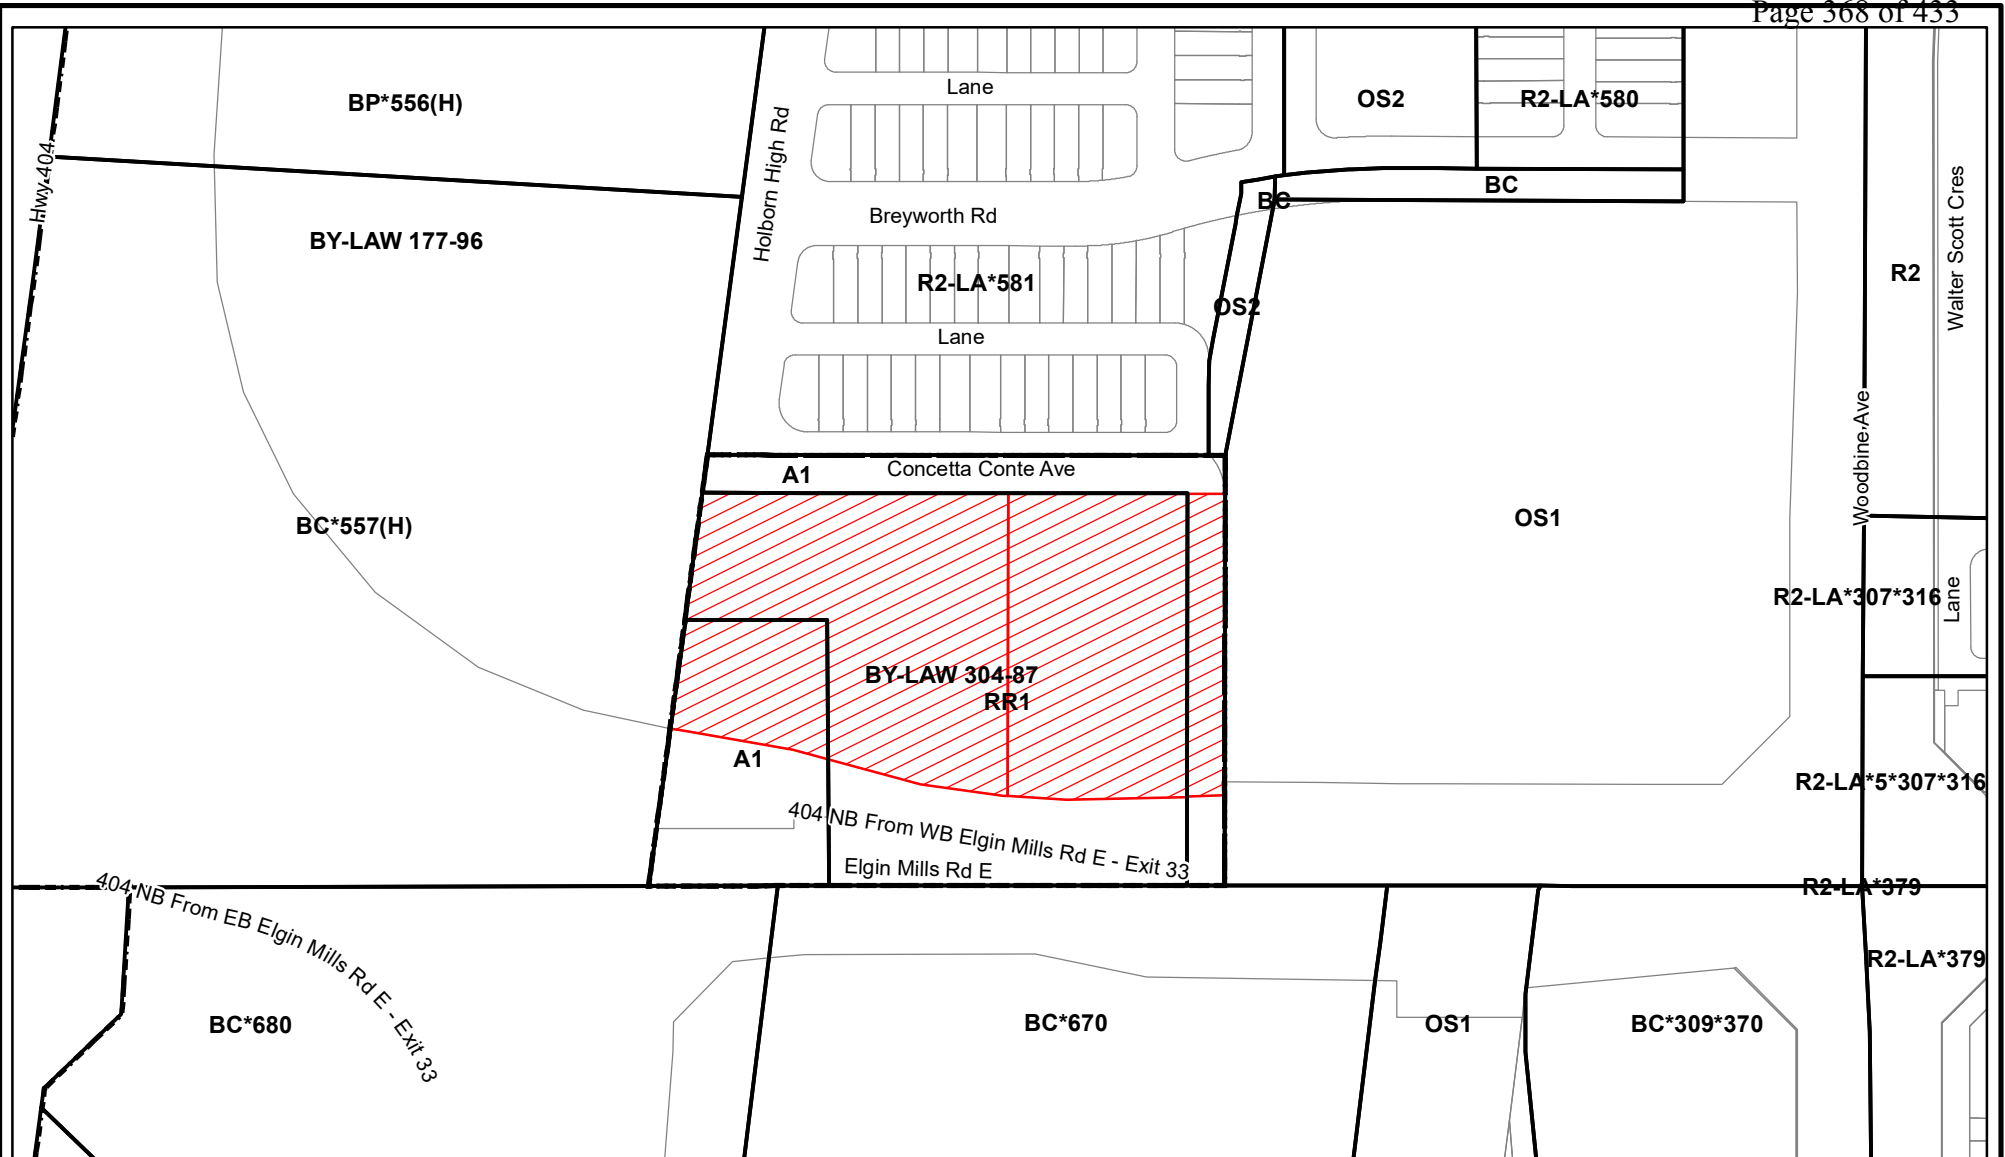 Page 368 of 433
BP*556(H)
Lane
OS2
R2-LA*580
Hwy 404
Holborn High Rd
BC
BC
Breyworth Rd
BY-LAW 177-96
Walter Scott Cres
R2
R2-LA*581
OS2
Lane
Woodbine Ave
A1
Concetta Conte Ave
BC*557(H)
OS1
R2-LA*307*316
Lane
BY-LAW 304-87
RR1
A1
R2-LA*5*307*316
404 NB From WB Elgin Mills Rd E - Exit 33
Elgin Mills Rd E
R2-LA*379
404 NB From EB Elgin Mills Rd E - Exit 33
R2-LA*379
BC*680
BC*670
OS1
BC*309*370